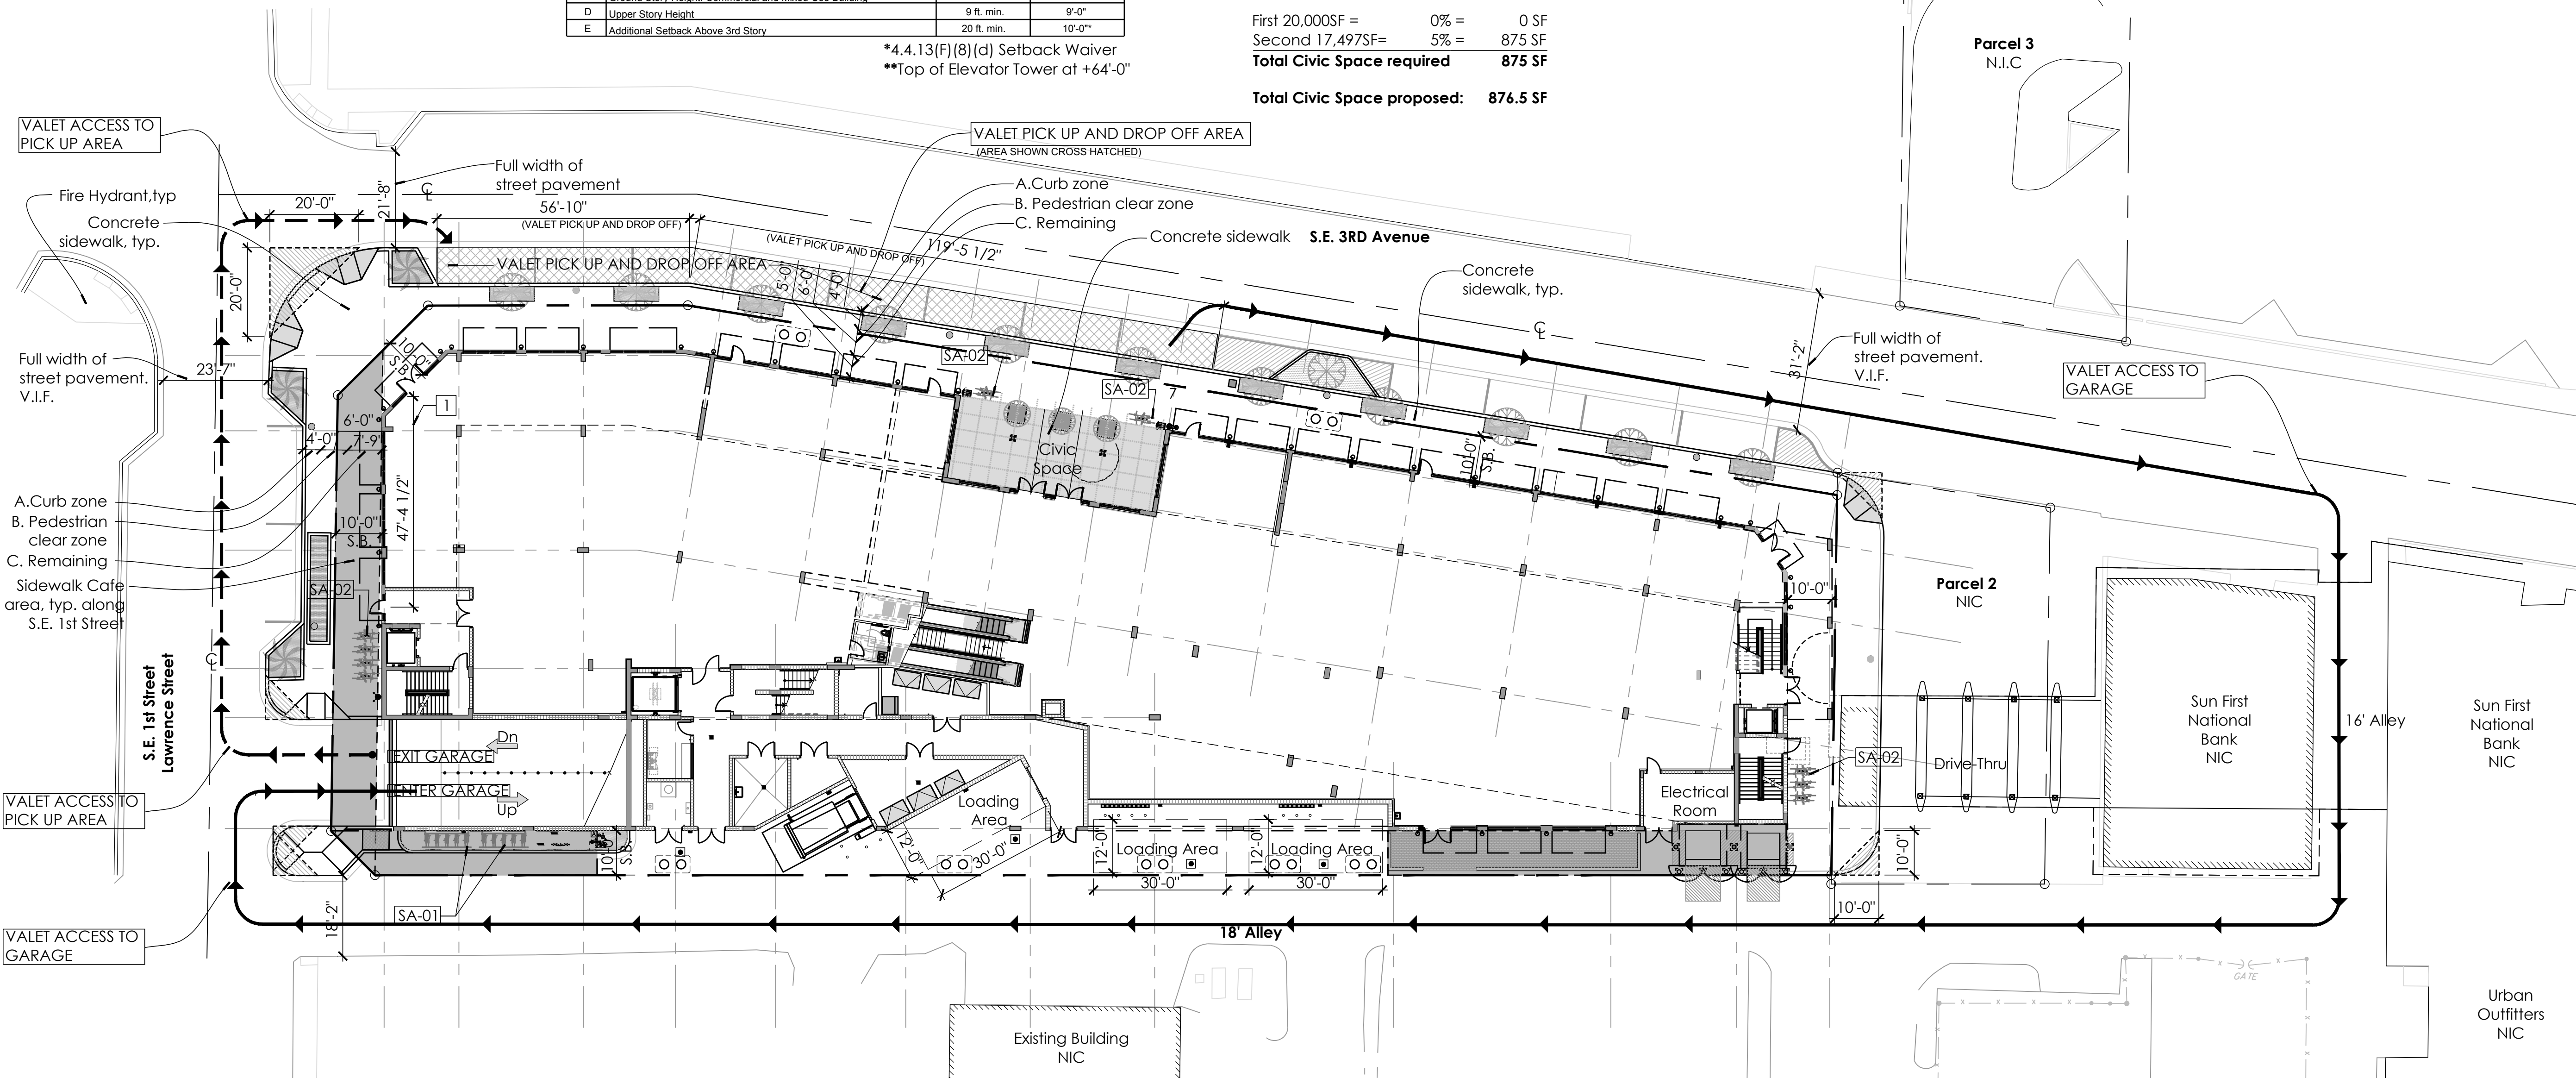 D Upper Story Height 9 ft. min. 9'-0"
E Additional Setback Above 3rd Story 20 ft. min. 10'-0"*
*4.4.13(F)(8)(d) Setback Waiver
**Top of Elevator Tower at +64'-0"
First 20,000SF = 0% = 0 SF
Second 17,497SF= 5% = 875 SF
Total Civic Space required 875 SF
Total Civic Space proposed: 876.5 SF
Parcel 3
N.I.C
VALET ACCESS TO
PICK UP AREA
VALET PICK UP AND DROP OFF AREA
(AREA SHOWN CROSS HATCHED)
Full width of
street pavement
21'-8"
CL
Fire Hydrant,typ
20'-0"
56'-10"
(VALET PICK UP AND DROP OFF)
Concrete
sidewalk, typ.
A.Curb zone
B. Pedestrian clear zone
C. Remaining
Concrete sidewalk
S.E. 3RD Avenue
(VALET PICK UP AND DROP OFF)
119'-5 1/2"
VALET PICK UP AND DROP OFF AREA
5'-0"
6'-0"
4'-0"
20'-0"
Concrete
sidewalk, typ.
CL
31'-2"
Full width of
street pavement.
V.I.F.
Full width of
street pavement.
V.I.F.
23'-7"
10'-0"
S.B.
SA-02
SA-02
7
VALET ACCESS TO
GARAGE
1
6'-0"
4'-0"
7'-9"
Civic
Space
10'-0"
S.B.
47'-4 1/2"
A.Curb zone
B. Pedestrian
clear zone
C. Remaining
10'-0"
S.B.
Sidewalk Cafe
area, typ. along
S.E. 1st Street
SA-02
10'-0"
Parcel 2
NIC
CL
S.E. 1st Street
Lawrence Street
Sun First
National
Bank
NIC
16' Alley
Sun First
National
Bank
NIC
Dn
EXIT GARAGE
ENTER GARAGE
Up
SA-02
Drive-Thru
VALET ACCESS TO
PICK UP AREA
Loading
Area
Electrical
Room
10'-0"
S.B.
12'-0"
30'-0"
12'-0"
Loading Area
30'-0"
12'-0"
Loading Area
30'-0"
10'-0"
10'-0"
SA-01
18'-2"
18' Alley
VALET ACCESS TO
GARAGE
GATE
Existing Building
NIC
Urban
Outfitters
NIC